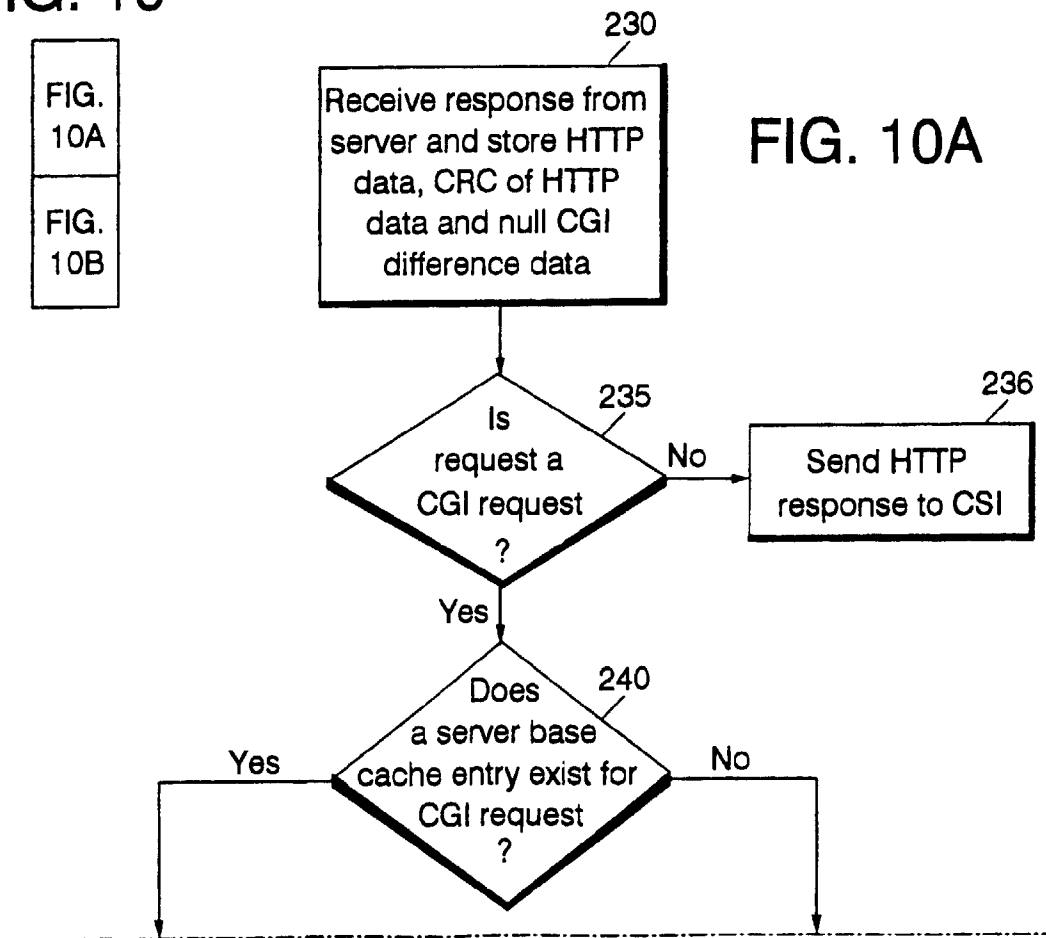 FIG.
10A
FIG.
10B
230
Receive response from
server and store HTTP
data, CRC of HTTP
data and null CGI
difference data
FIG. 10A
235
Is
request a
CGI request
?
No
236
Send HTTP
response to CSI
Yes
240
Does
a server base
cache entry exist for
CGI request
?
Yes
No